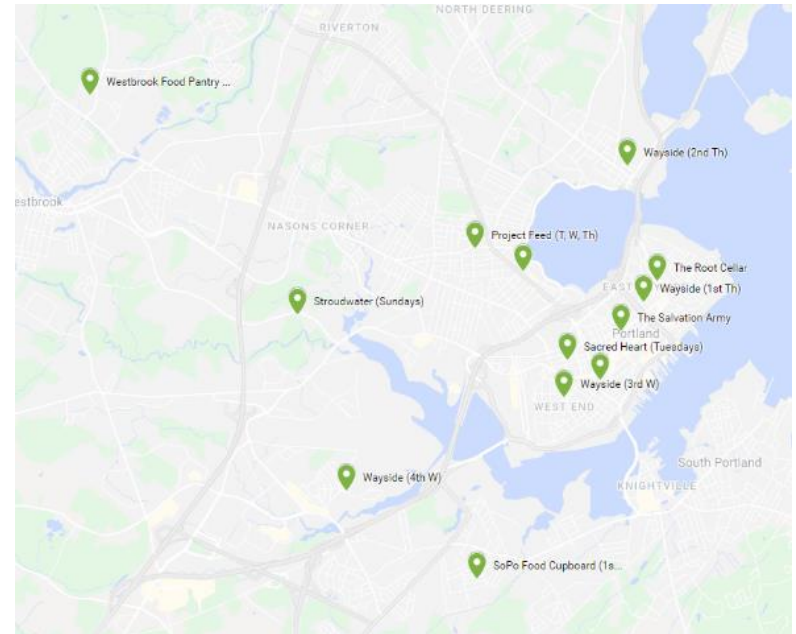 NORTH DEERING
RIVERTON
Westbrook Food Pantry ...
Wayside (2nd Th)
estbrook
NASONS CORNER
Project Feed (T, W, Th)
The Root Cellar
EAST
Wayside (1st Th)
Stroudwater (Sundays)
The Salvation Army
Portland
Sacred Heart (Tuesdays)
Wayside (3rd W)
WEST END
South Portland
Wayside (4th W)
KNIGHTVILLE
SoPo Food Cupboard (1s...